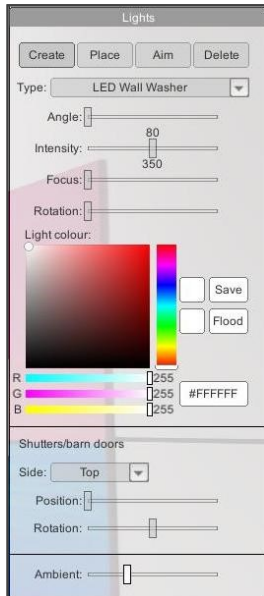 Lights
Create Place Aim Delete
Type: LED Wall Washer
Angle:
80
Intensity:
350
Focus:
Rotation:
Light colour:
Save
Flood
R 255
G 255 #FFFFFF
B 255
Shutters/barn doors
Side: Top
Position:
Rotation:
Ambient: